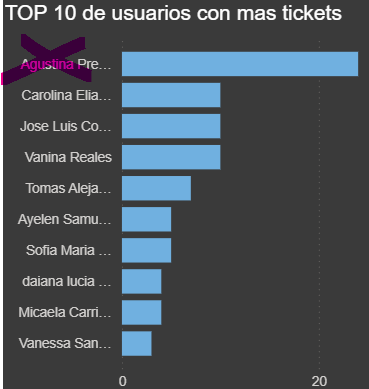 TOP 10 de usuarios con mas tickets
Agustina Pre...
Carolina Elia...
Jose Luis Co...
Vanina Reales
Tomas Aleja...
Ayelen Samu...
Sofia Maria ...
daiana lucia ...
Micaela Carri...
Vanessa San...
0 20